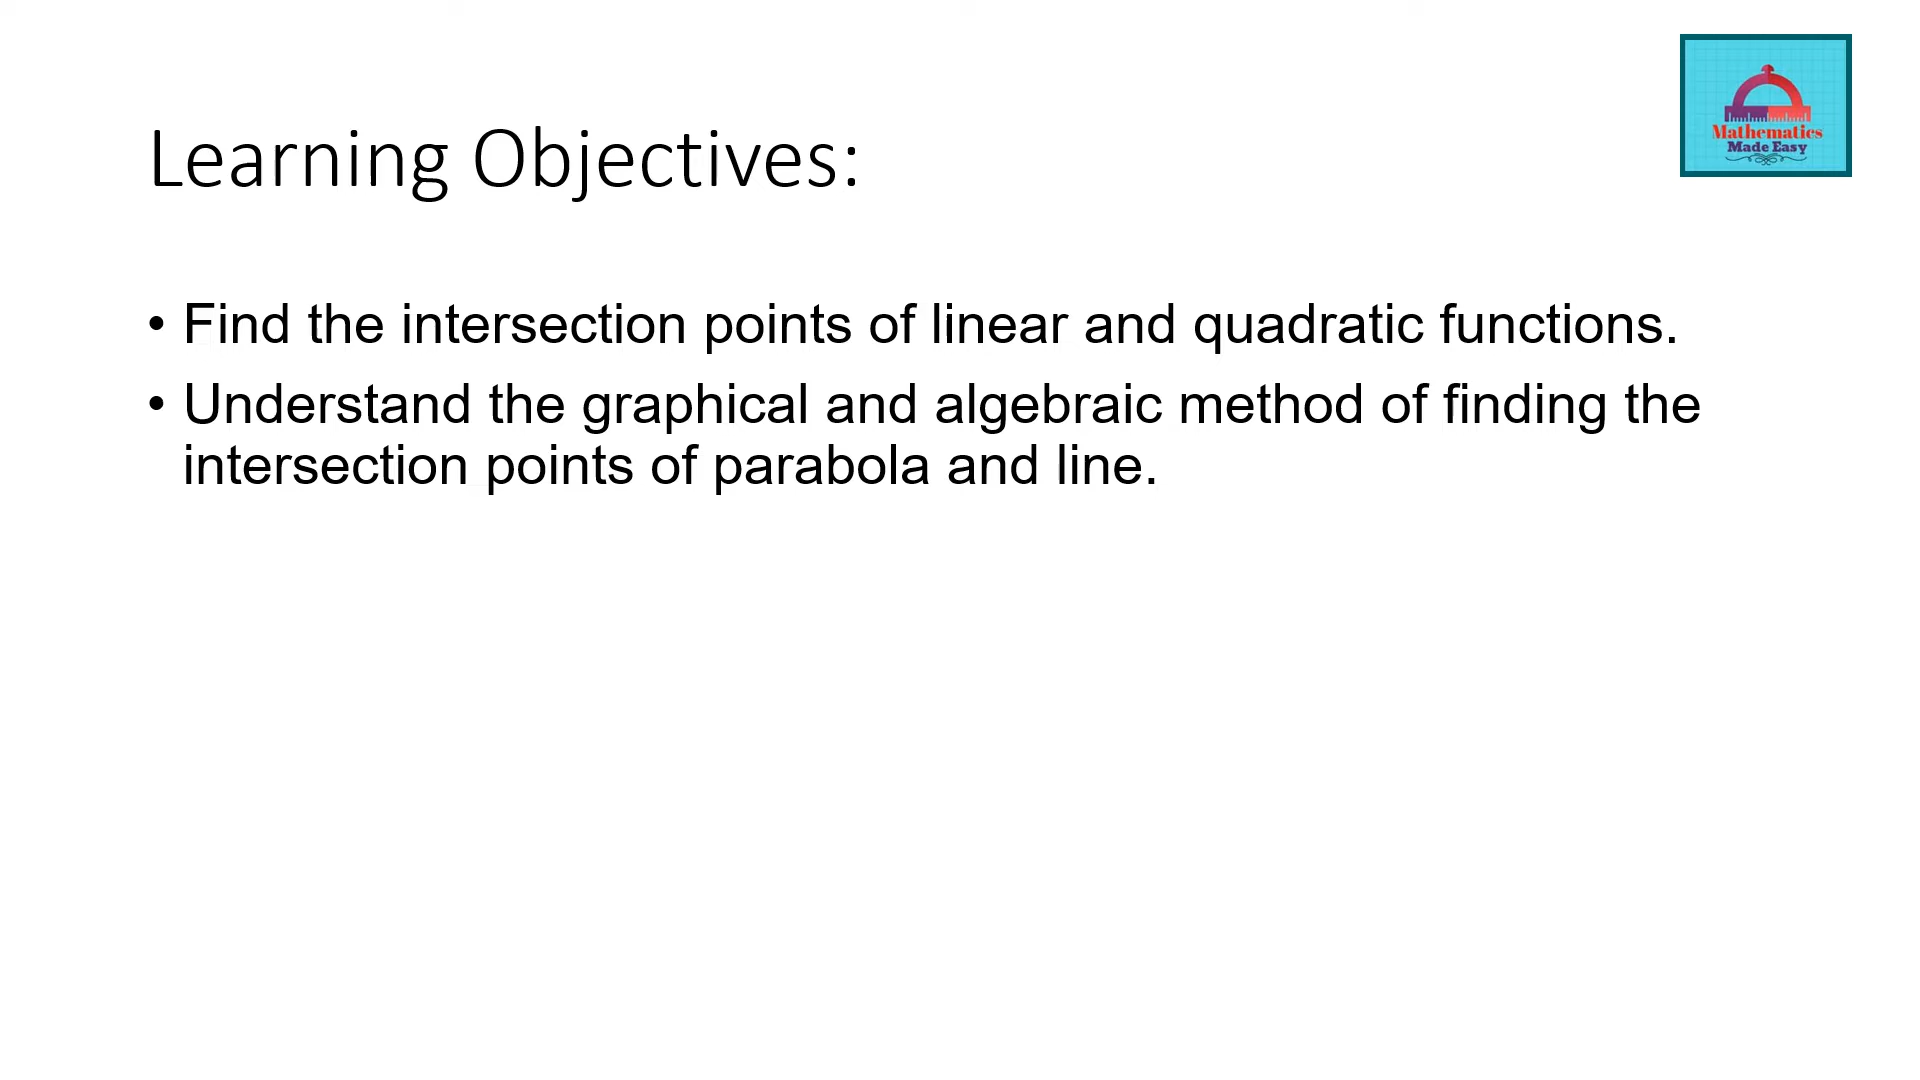 Mathematics
Made Easy
Learning Objectives:
• Find the intersection points of linear and quadratic functions.
• Understand the graphical and algebraic method of finding the
intersection points of parabola and line.